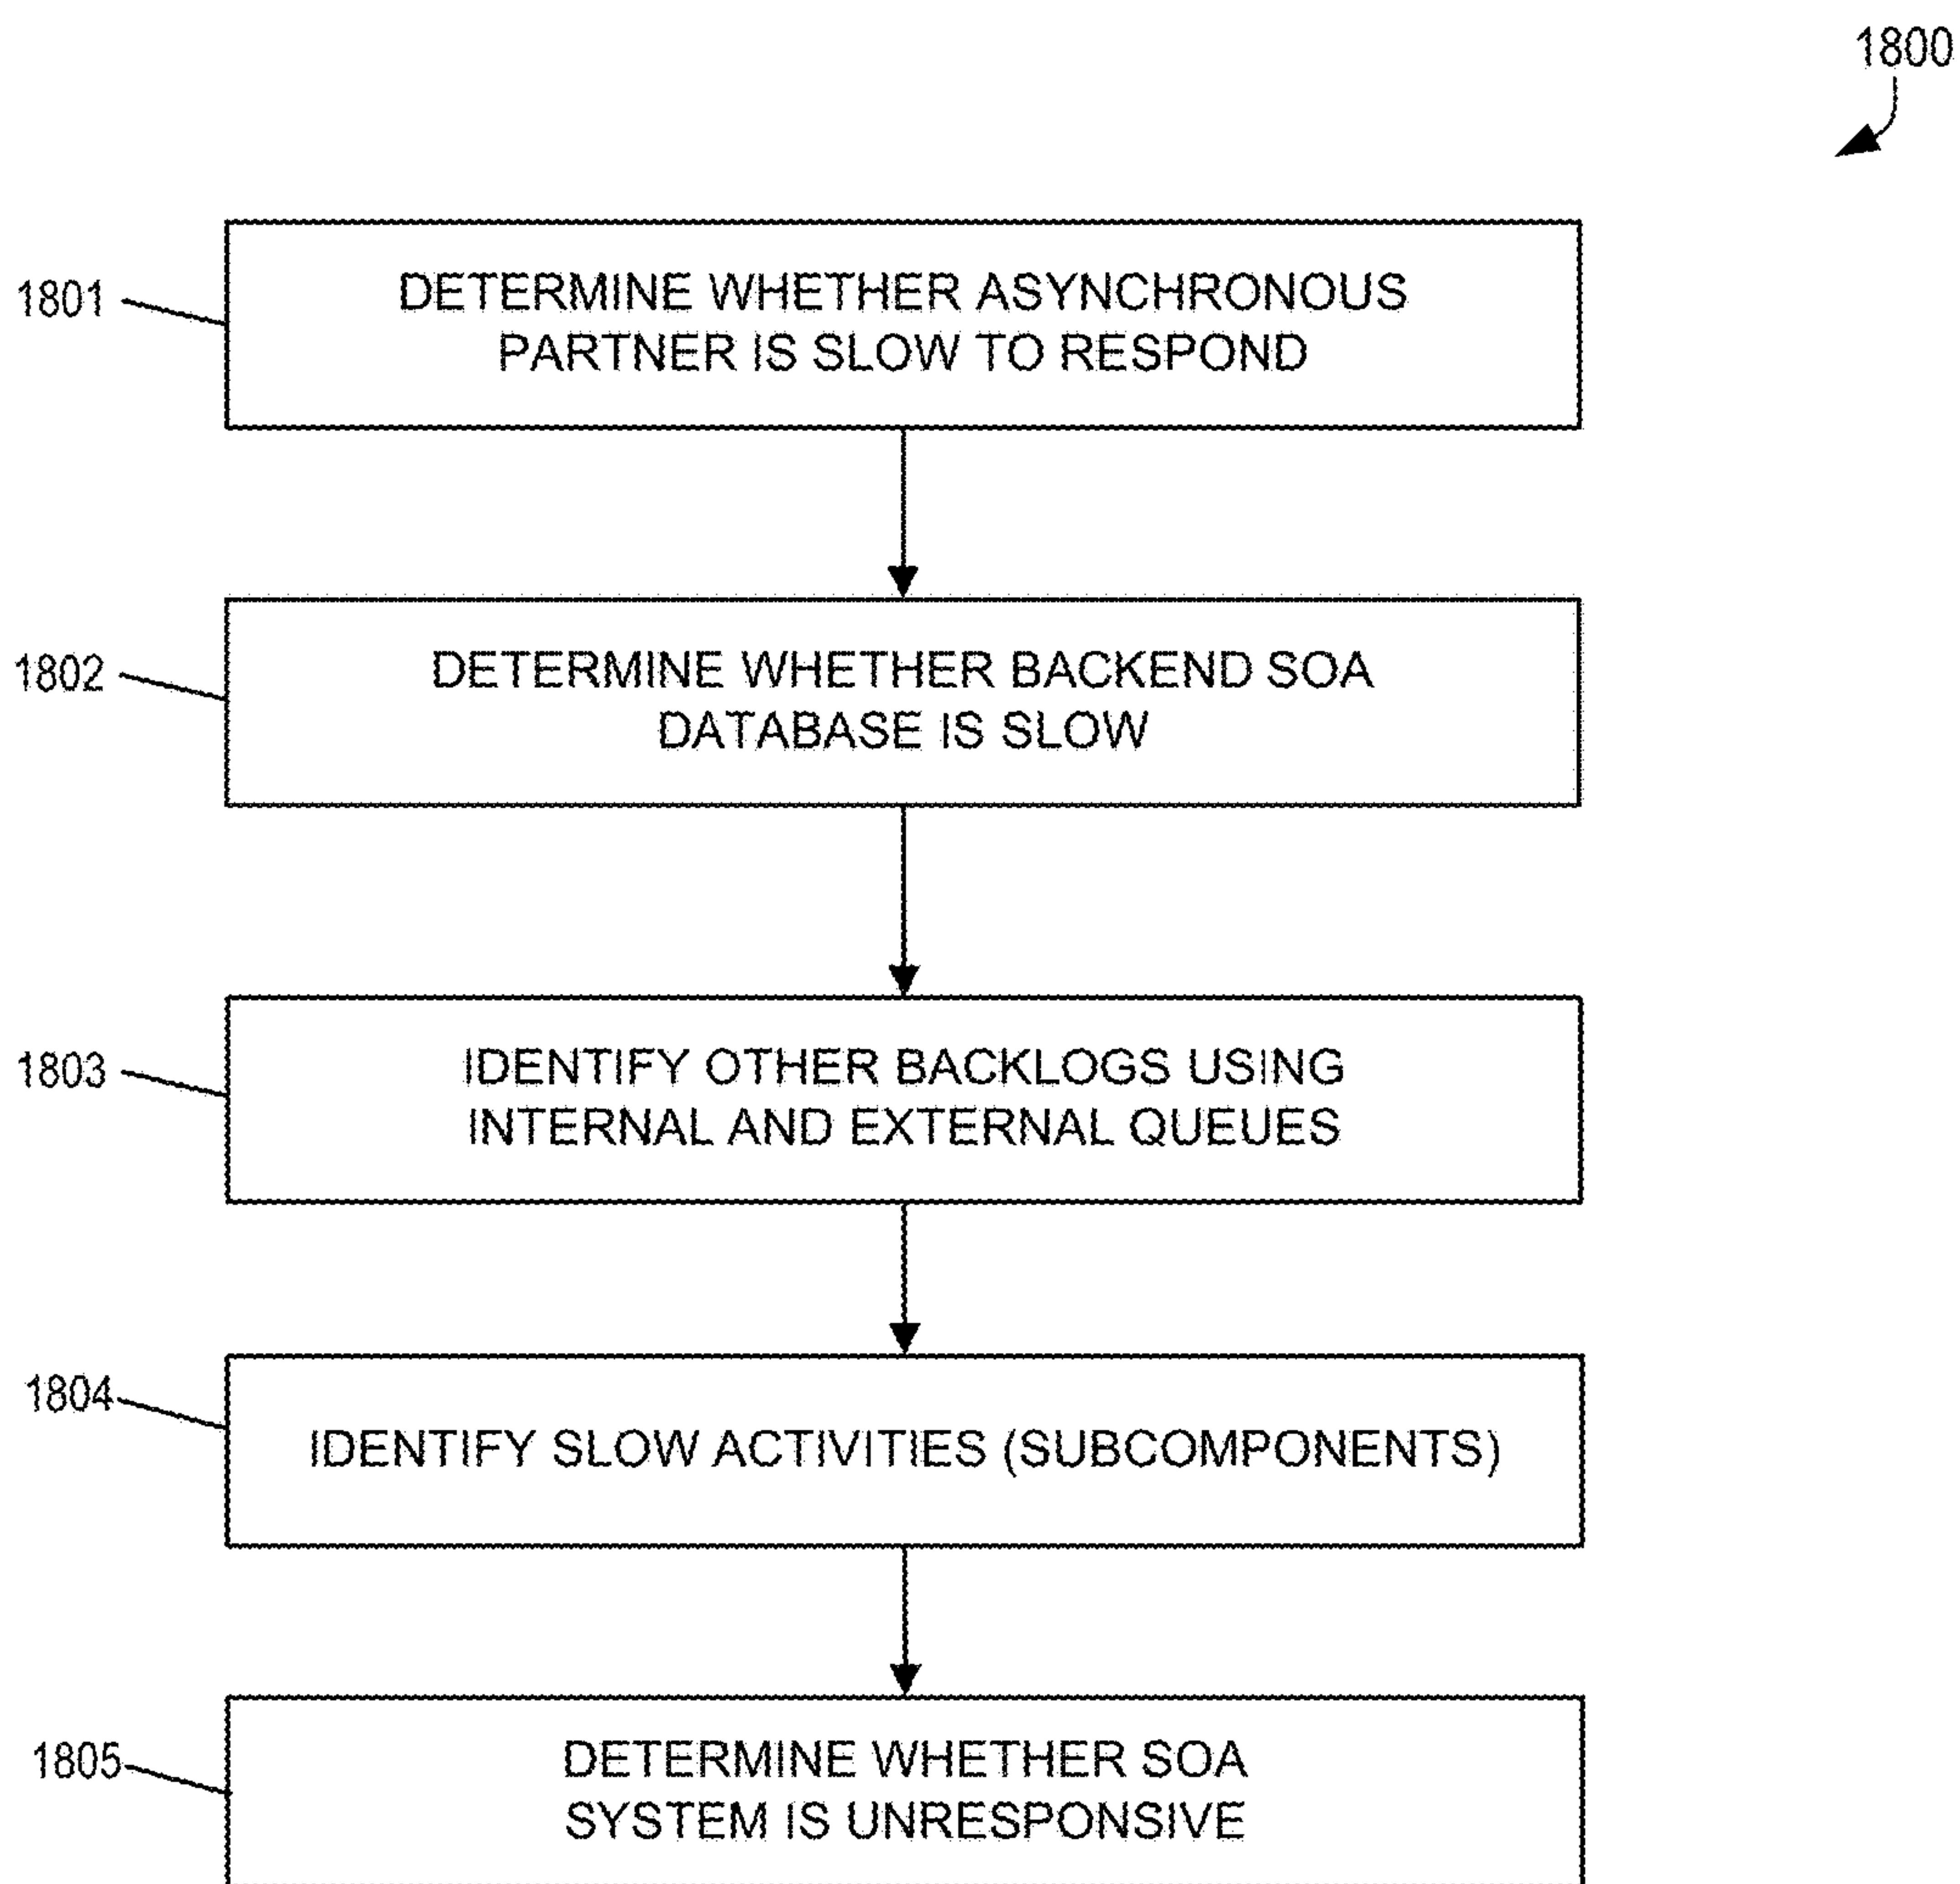 1800
1801
DETERMINE WHETHER ASYNCHRONOUS
PARTNER IS SLOW TO RESPOND
1802
DETERMINE WHETHER BACKEND SOA
DATABASE IS SLOW
1803
IDENTIFY OTHER BACKLOGS USING
INTERNAL AND EXTERNAL QUEUES
1804
IDENTIFY SLOW ACTIVITIES (SUBCOMPONENTS)
1805
DETERMINE WHETHER SOA
SYSTEM IS UNRESPONSIVE